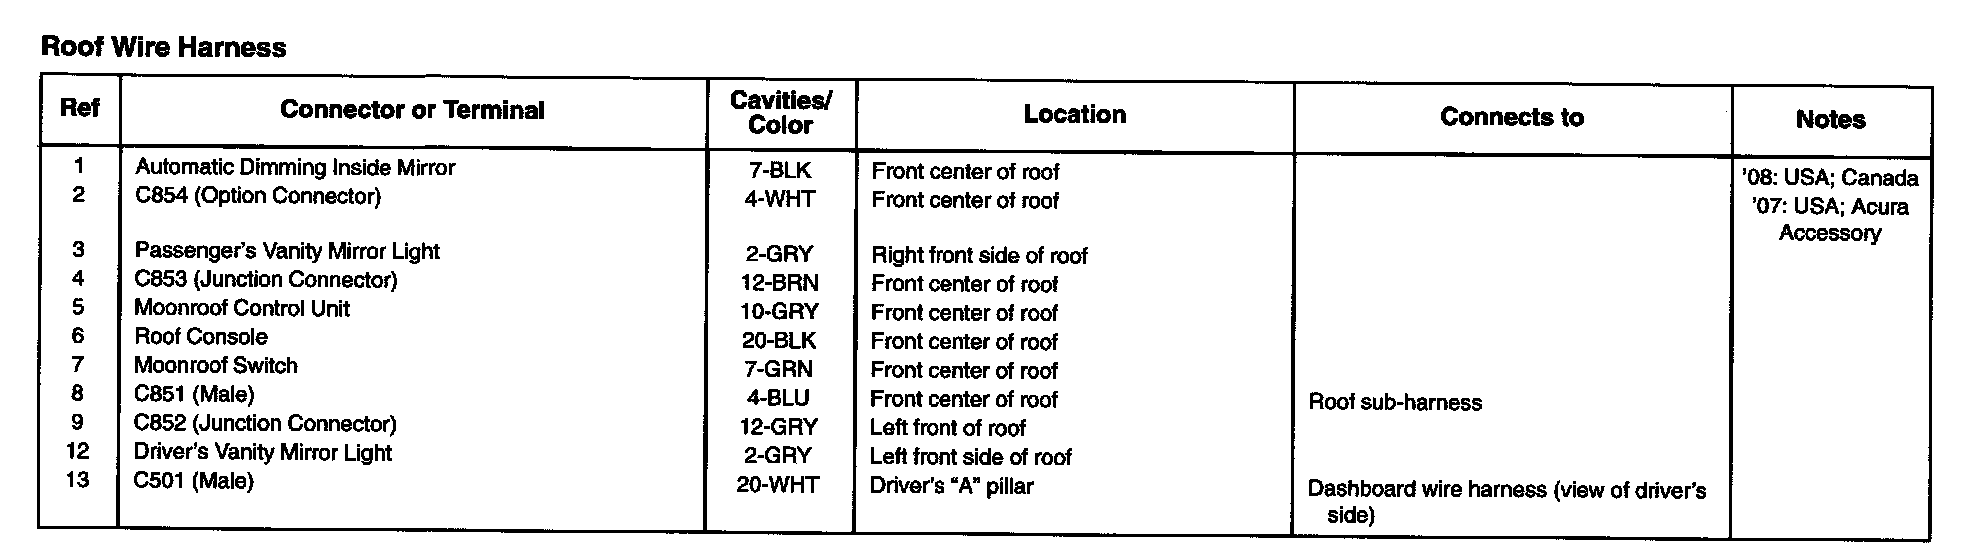 Roof Wire Harness
Ref Connector or Terminal Cavities/ Color Location Connects to Notes
1 Automatic Dimming Inside Mirror 7-BLK Front center of roof '08: USA; Canada
2 C854 (Option Connector) 4-WHT Front center of roof '07: USA; Acura
Accessory
3 Passenger's Vanity Mirror Light 2-GRY Right front side of roof
4 C853 (Junction Connector) 12-BRN Front center of roof
5 Moonroof Control Unit 10-GRY Front center of roof
6 Roof Console 20-BLK Front center of roof
7 Moonroof Switch 7-GRN Front center of roof
8 C851 (Male) 4-BLU Front center of roof Roof sub-harness
9 C852 (Junction Connector) 12-GRY Left front of roof
12 Driver's Vanity Mirror Light 2-GRY Left front side of roof
13 C501 (Male) 20-WHT Driver's "A" pillar Dashboard wire harness (view of driver's
side)